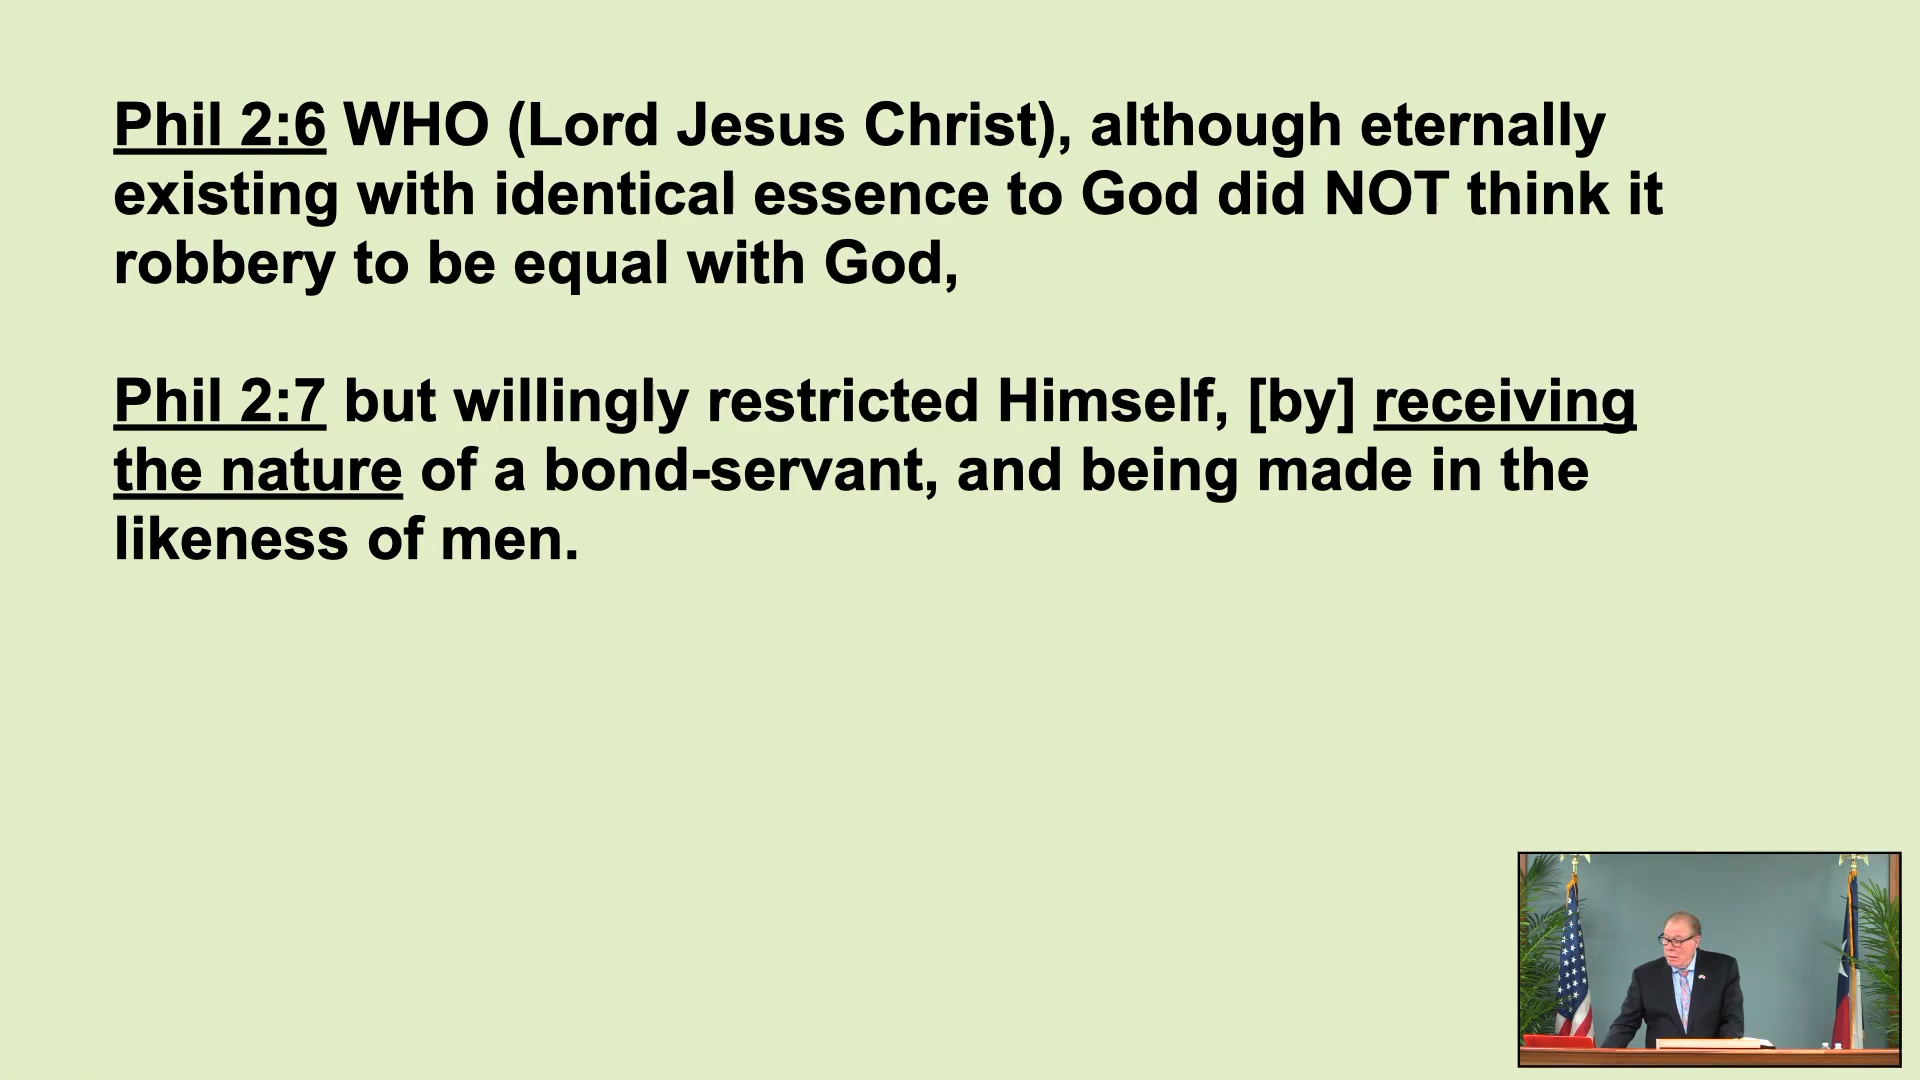 Phil 2:6 WHO (Lord Jesus Christ), although eternally
existing with identical essence to God did NOT think it
robbery to be equal with God,
Phil 2:7 but willingly restricted Himself, [by] receiving
the nature of a bond-servant, and being made in the
likeness of men.